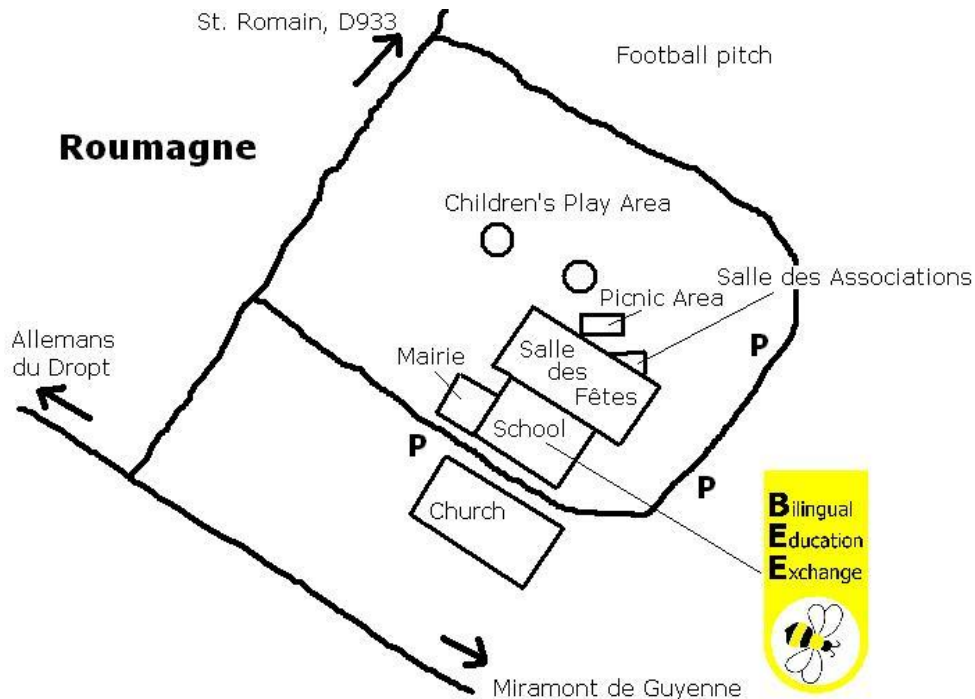 St. Romain, D933
Football pitch
Roumagne
Children's Play Area
Salle des Associations
Picnic Area
Allemans
du Dropt
Mairie
Salle
des
Fêtes
P
School
P
P
Church
Bilingual
Education
Exchange
Miramont de Guyenne